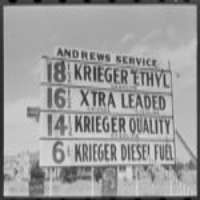 ANDREWS SERVICE
18 KRIEGER ETHYL
16 XTRA LEADED
14 KRIEGER QUALITY
6 KRIEGER DIESEL FUEL